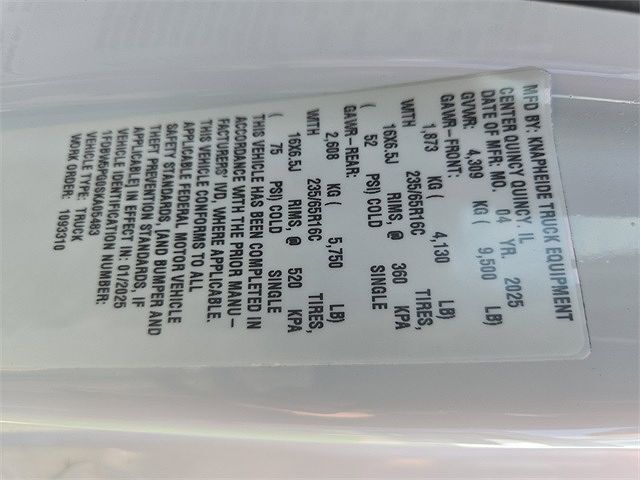 MFD BY: KNAPHEIDE TRUCK EQUIPMENT
CENTER QUINCY QUINCY, IL
DATE OF MFR: MO. 04 YR. 2025
GVWR: 4,309 KG ( 9,500 LB)
GAWR-FRONT:
1,873 KG ( 4,130 LB)
WITH 235/65R16C TIRES,
16X6.5J RIMS, @ 360 KPA
( 52 PSI) COLD SINGLE
GAWR-REAR:
2,608 KG ( 5,750 LB)
WITH 235/65R16C TIRES,
16X6.5J RIMS, @ 520 KPA
( 75 PSI) COLD SINGLE
THIS VEHICLE HAS BEEN COMPLETED IN
ACCORDANCE WITH THE PRIOR MANU-
FACTURERS' IVD, WHERE APPLICABLE.
THIS VEHICLE CONFORMS TO ALL
APPLICABLE FEDERAL MOTOR VEHICLE
SAFETY STANDARDS, [AND BUMPER AND
THEFT PREVENTION STANDARDS, IF
APPLICABLE] IN EFFECT IN: 01/2025
VEHICLE IDENTIFICATION NUMBER:
VEHICLE TYPE: TRUCK
WORK ORDER: 1093310